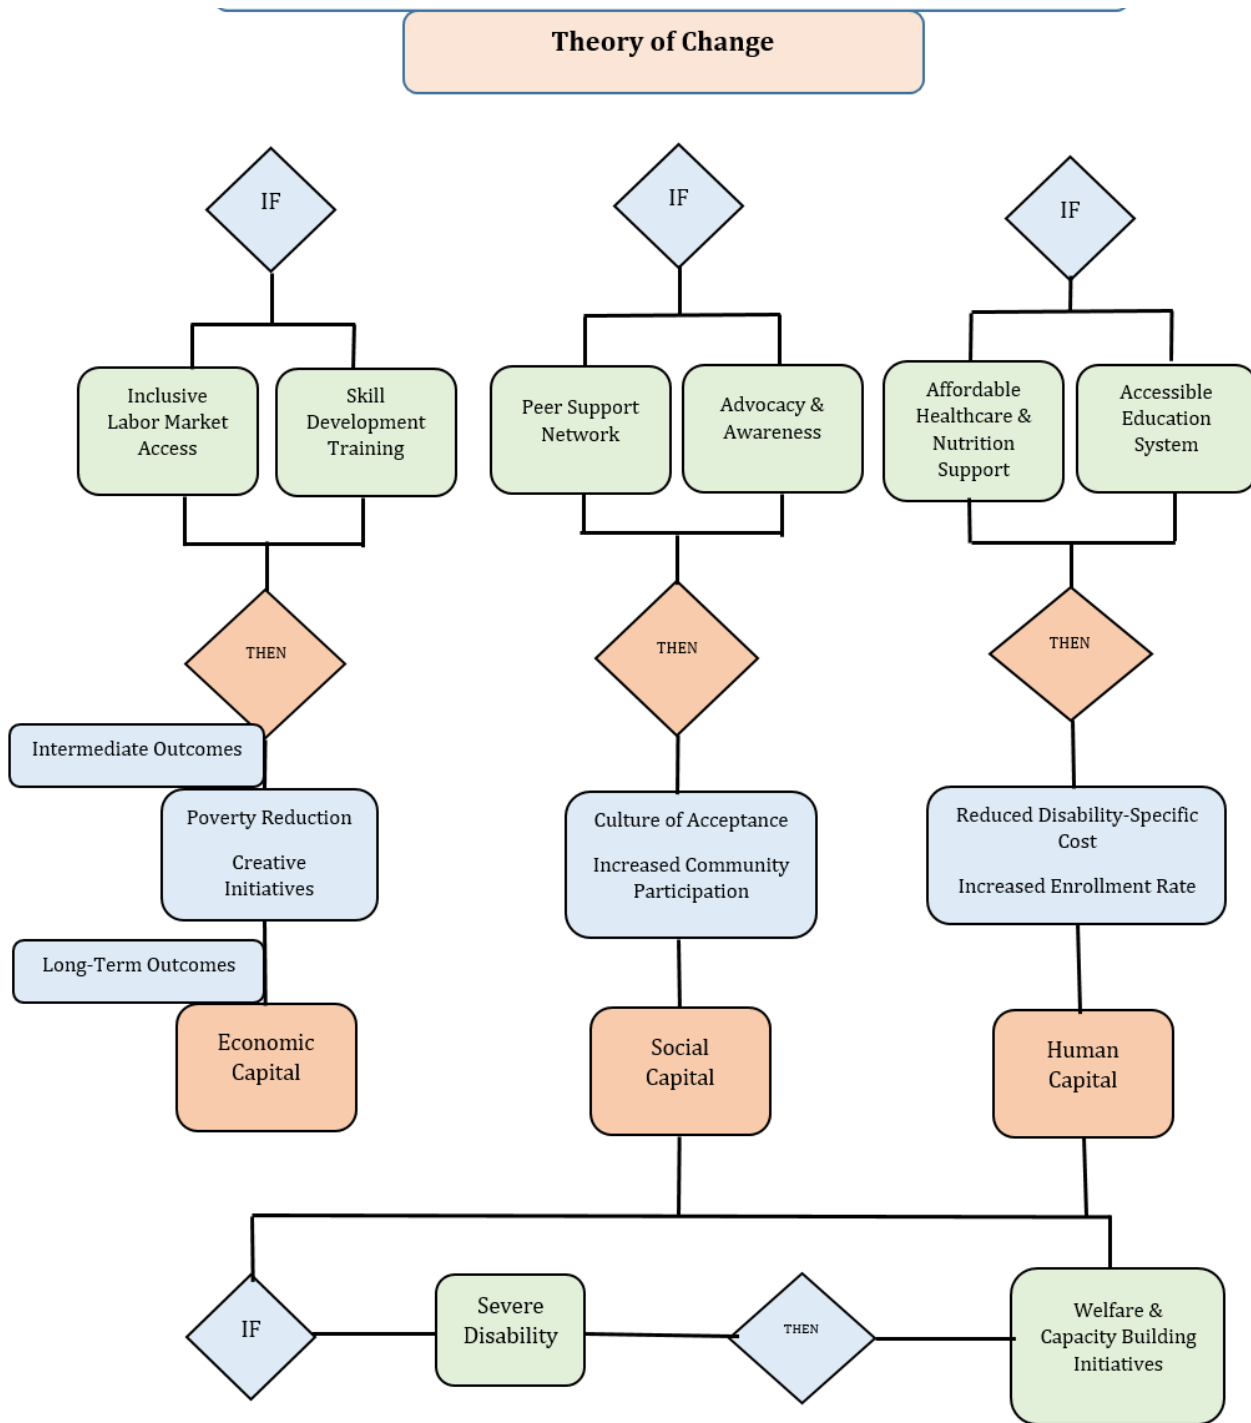 Theory of Change
IF
IF
IF
Inclusive
Labor Market
Access
Skill
Development
Training
Peer Support
Network
Advocacy &
Awareness
Affordable
Healthcare &
Nutrition
Support
Accessible
Education
System
THEN
THEN
THEN
Intermediate Outcomes
Poverty Reduction
Creative
Initiatives
Culture of Acceptance
Increased Community
Participation
Reduced Disability-Specific
Cost
Increased Enrollment Rate
Long-Term Outcomes
Economic
Capital
Social
Capital
Human
Capital
IF
Severe
Disability
THEN
Welfare &
Capacity Building
Initiatives